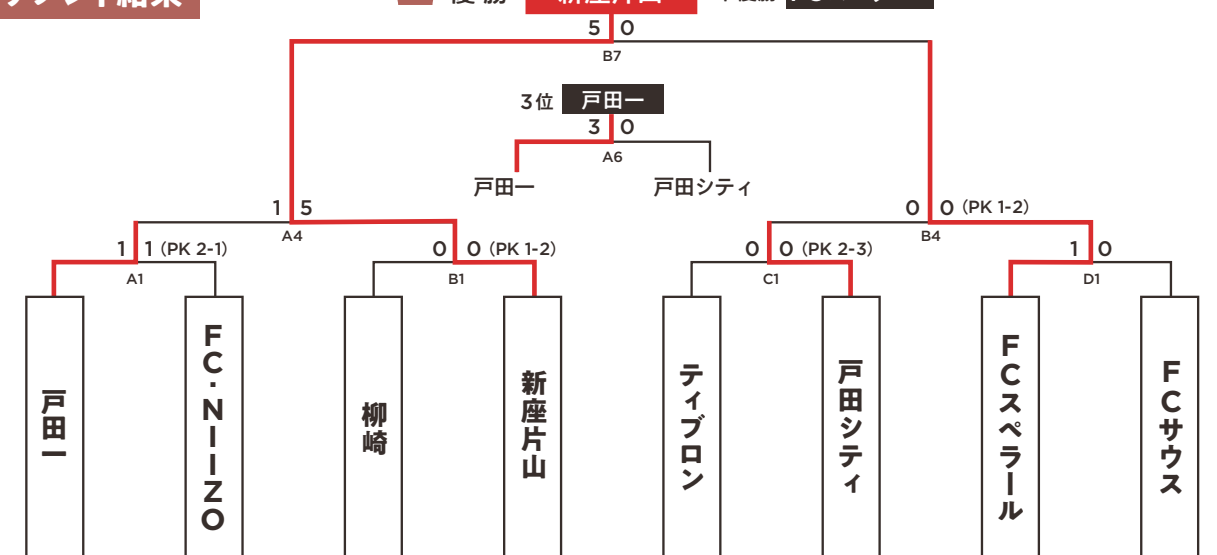 優勝
5 0
B7
3位 戸田一
3 0
A6
戸田一 戸田シティ
1 5
A4
0 0 (PK 1-2)
B4
1 1 (PK 2-1)
A1
0 0 (PK 1-2)
B1
0 0 (PK 2-3)
C1
1 0
D1
戸田一
FC・NIIZO
柳崎
新座片山
ティブロン
戸田シティ
FCスペラール
FCサウス